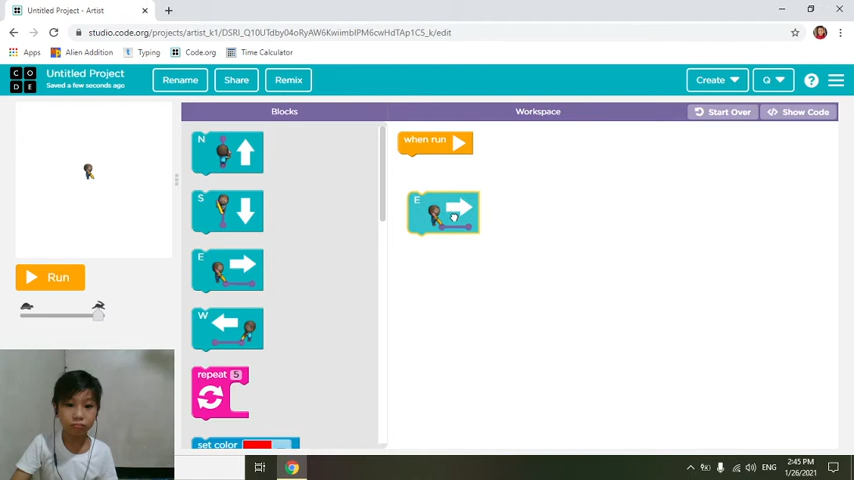 Untitled Project - Artist
studio.code.org/projects/artist_k1/DSRI_Q10UTdby04oRyAW6KwiimbIPM6cwHdTAp1C5_k/edit
Apps
Alien Addition
Typing
Code.org
Time Calculator
C O
D E
Untitled Project
Saved a few seconds ago
Rename
Share
Remix
Create
Q
?
Blocks
Workspace
Start Over
Show Code
N
S
E
W
repeat 5
set color
when run
E
Run
ENG
2:45 PM
1/26/2021